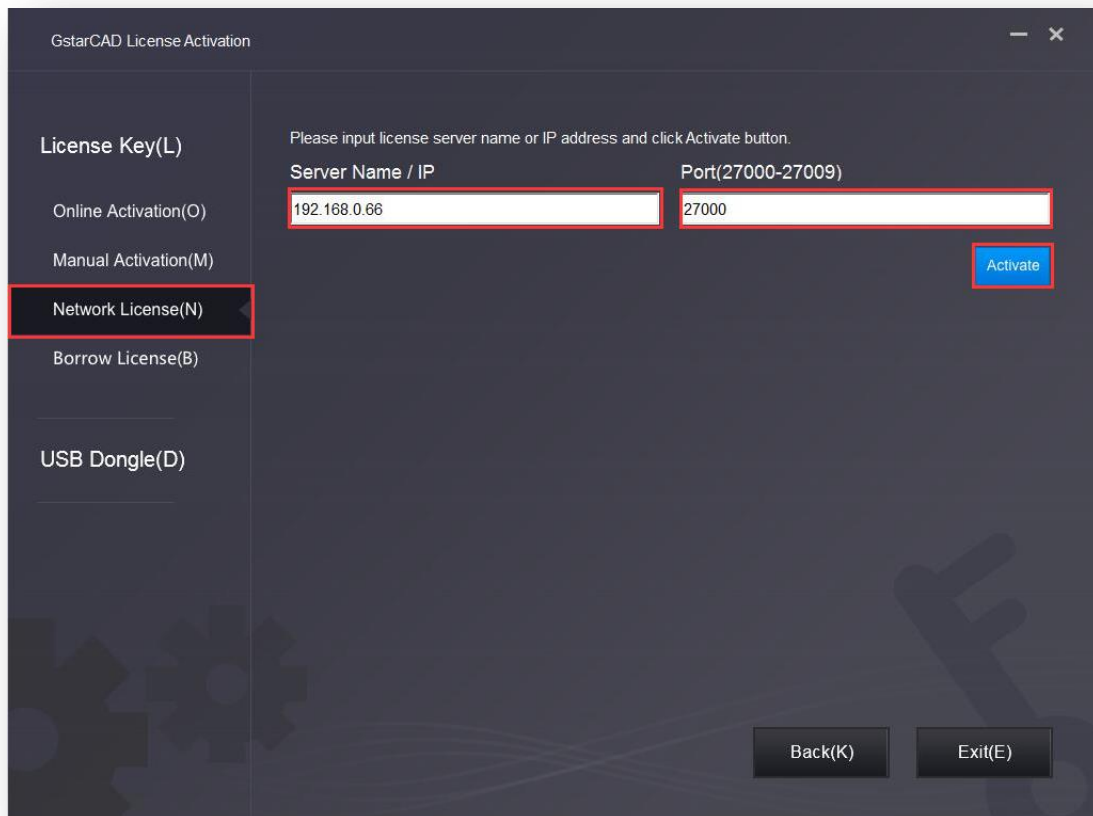 GstarCAD License Activation
License Key(L)
Online Activation(O)
Manual Activation(M)
Network License(N)
Borrow License(B)
USB Dongle(D)
Please input license server name or IP address and click Activate button.
Server Name / IP
Port(27000-27009)
192.168.0.66
27000
Activate
Back(K)
Exit(E)